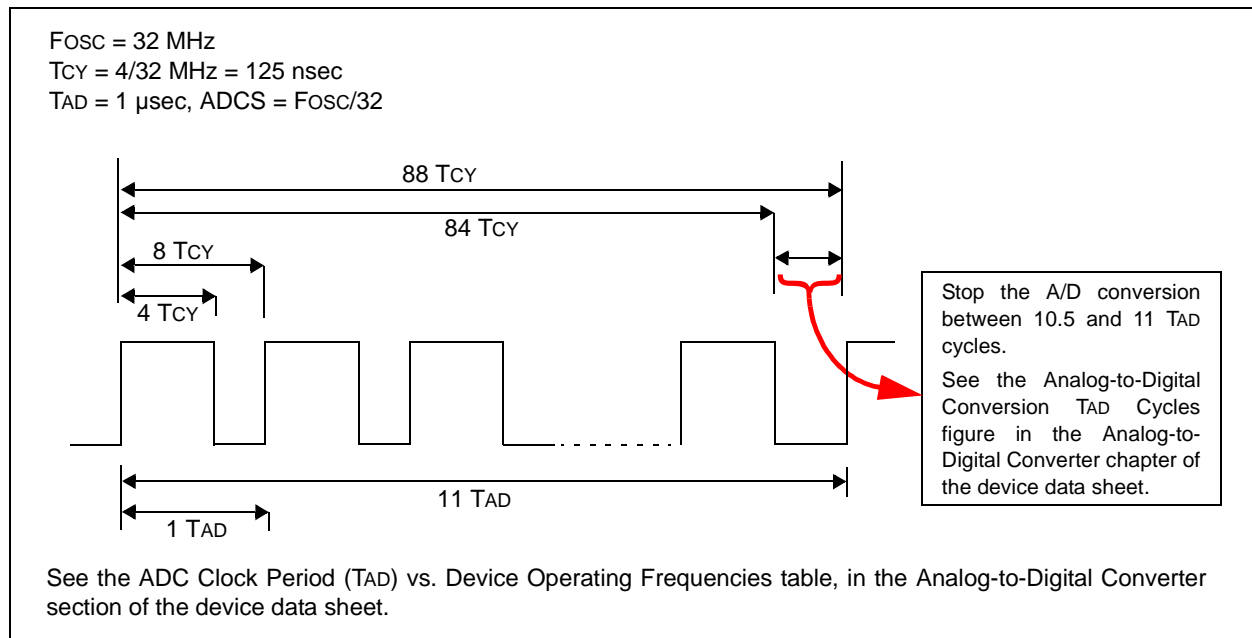 FOSC = 32 MHz
TCY = 4/32 MHz = 125 nsec
TAD = 1 µsec, ADCS = FOSC/32
88 TCY
84 TCY
8 TCY
4 TCY
Stop the A/D conversion
between 10.5 and 11 TAD
cycles.
See the Analog-to-Digital
Conversion TAD Cycles
figure in the Analog-to-
Digital Converter chapter of
the device data sheet.
11 TAD
1 TAD
See the ADC Clock Period (TAD) vs. Device Operating Frequencies table, in the Analog-to-Digital Converter
section of the device data sheet.